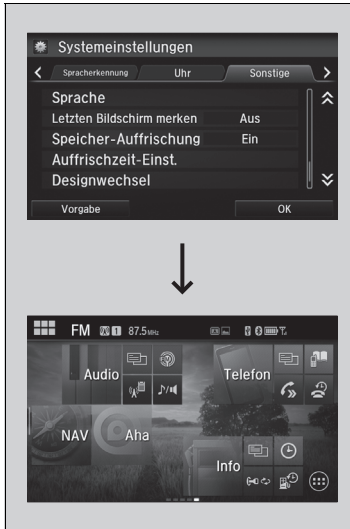 Systemeinstellungen
Spracherkennung Uhr Sonstige
Sprache
Letzten Bildschirm merken Aus
Speicher-Auffrischung Ein
Auffrischzeit-Einst.
Designwechsel
Vorgabe OK
FM 1 87.5MHz
Audio Telefon
NAV Aha
Info